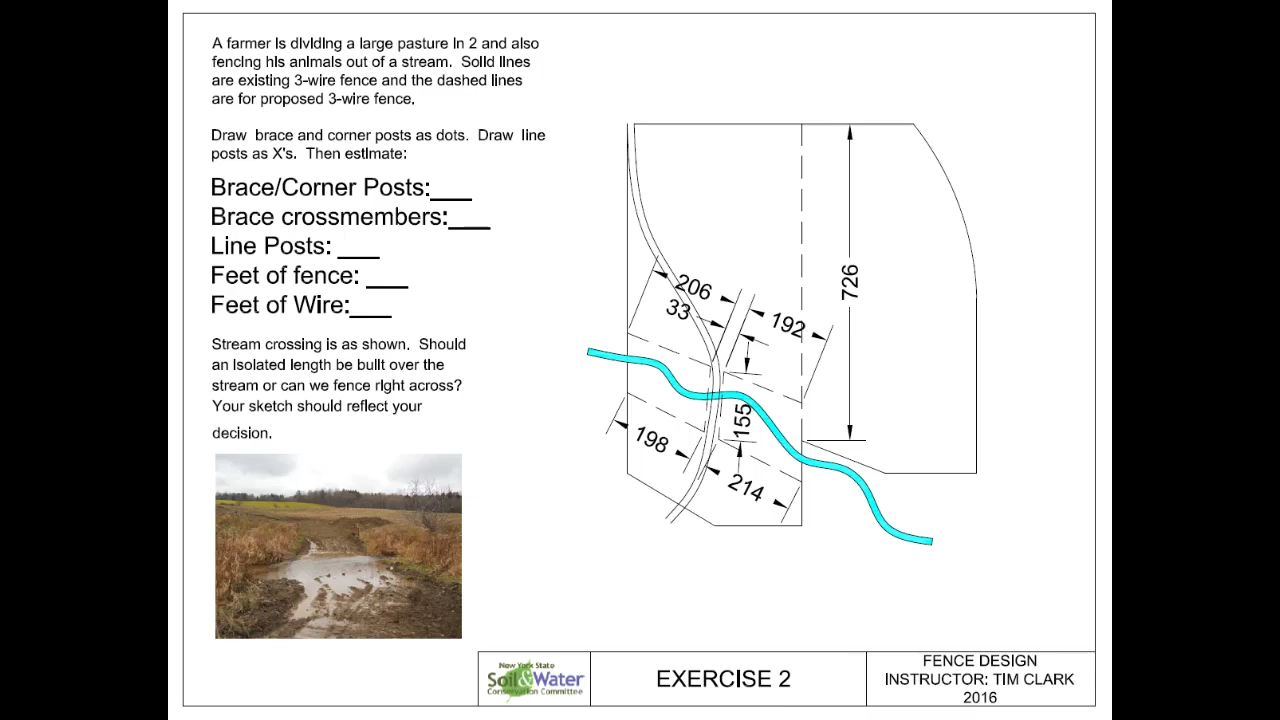 A farmer is dividing a large pasture in 2 and also
fencing his animals out of a stream. Solid lines
are existing 3-wire fence and the dashed lines
are for proposed 3-wire fence.
Draw brace and corner posts as dots. Draw line
posts as X's. Then estimate:
Brace/Corner Posts:___
Brace crossmembers:___
Line Posts: ___
Feet of fence: ___
Feet of Wire:___
Stream crossing is as shown. Should
an isolated length be built over the
stream or can we fence right across?
Your sketch should reflect your
decision.
206
33
192
726
155
198
214
New York State
Soil & Water
Conservation Committee
EXERCISE 2
FENCE DESIGN
INSTRUCTOR: TIM CLARK
2016